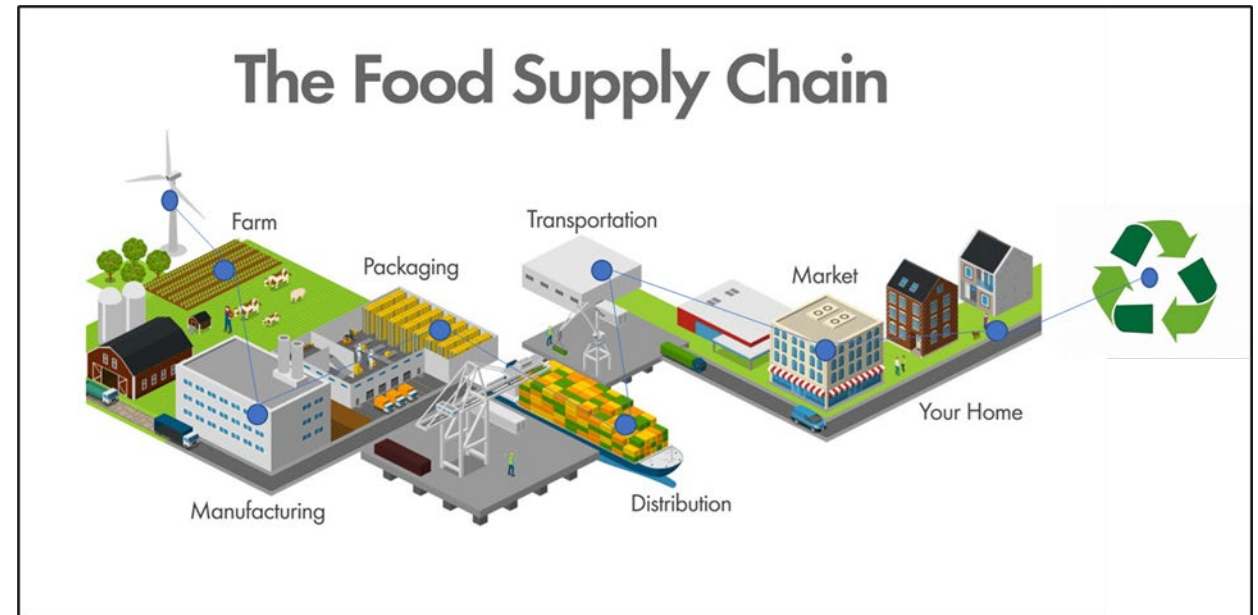 The Food Supply Chain
Farm
Transportation
Packaging
Market
Your Home
Manufacturing
Distribution